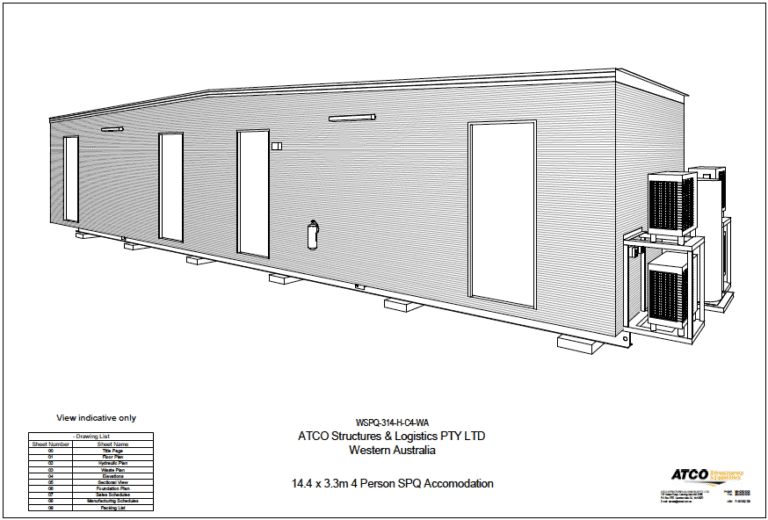 View indicative only
- Drawing List
Sheet Number Sheet Name
00 Title Page
01 Floor Plan
02 Hydraulic Plan
03 Waste Plan
04 Elevations
05 Sectional View
06 Foundation Plan
07 Sales Schedules
08 Manufacturing Schedules
09 Packing List
WSPQ-314-H-C4-WA
ATCO Structures & Logistics PTY LTD
Western Australia
14.4 x 3.3m 4 Person SPQ Accomodation
ATCO